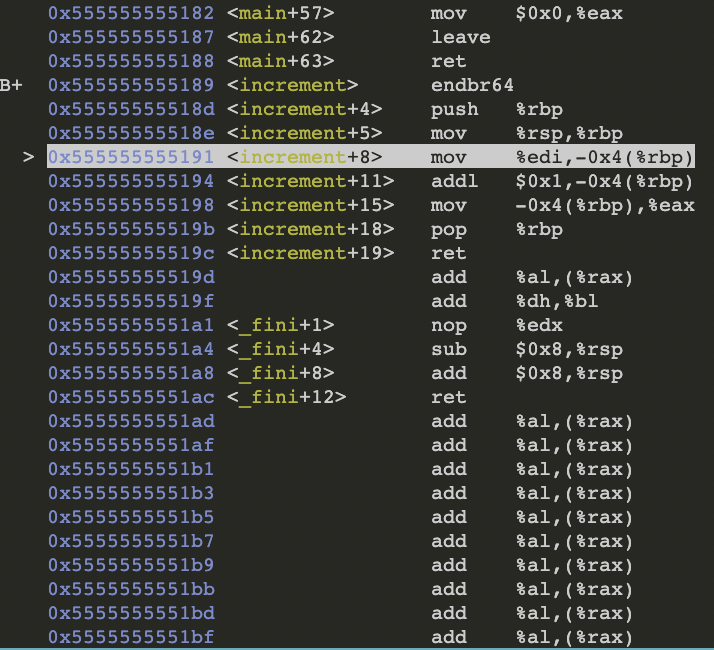 0x555555555182 <main+57> mov $0x0,%eax
0x555555555187 <main+62> leave
0x555555555188 <main+63> ret
B+ 0x555555555189 <increment> endbr64
0x55555555518d <increment+4> push %rbp
0x55555555518e <increment+5> mov %rsp,%rbp
> 0x555555555191 <increment+8> mov %edi,-0x4(%rbp)
0x555555555194 <increment+11> addl $0x1,-0x4(%rbp)
0x555555555198 <increment+15> mov -0x4(%rbp),%eax
0x55555555519b <increment+18> pop %rbp
0x55555555519c <increment+19> ret
0x55555555519d add %al,(%rax)
0x55555555519f add %dh,%bl
0x5555555551a1 <_fini+1> nop %edx
0x5555555551a4 <_fini+4> sub $0x8,%rsp
0x5555555551a8 <_fini+8> add $0x8,%rsp
0x5555555551ac <_fini+12> ret
0x5555555551ad add %al,(%rax)
0x5555555551af add %al,(%rax)
0x5555555551b1 add %al,(%rax)
0x5555555551b3 add %al,(%rax)
0x5555555551b5 add %al,(%rax)
0x5555555551b7 add %al,(%rax)
0x5555555551b9 add %al,(%rax)
0x5555555551bb add %al,(%rax)
0x5555555551bd add %al,(%rax)
0x5555555551bf add %al,(%rax)